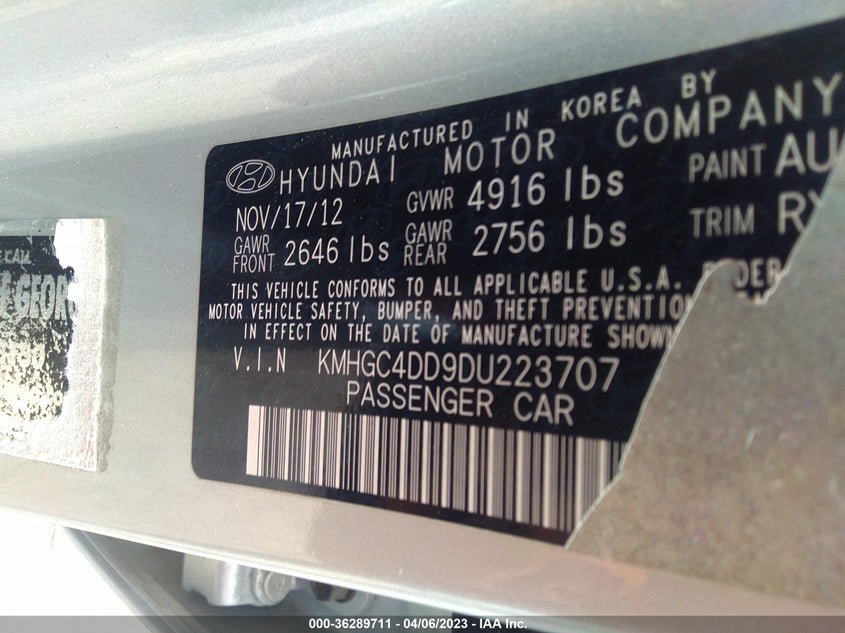 MANUFACTURED IN KOREA BY
HYUNDAI MOTOR COMPANY
NOV/17/12 GVWR 4916 lbs PAINT AU
GAWR FRONT 2646 lbs GAWR REAR 2756 lbs TRIM RY
THIS VEHICLE CONFORMS TO ALL APPLICABLE U.S.A.
MOTOR VEHICLE SAFETY, BUMPER, AND THEFT PREVENTION
IN EFFECT ON THE DATE OF MANUFACTURE SHOWN
V.I.N KMHGC4DD9DU223707
PASSENGER CAR
GEOR
000-36289711 - 04/06/2023 - IAA Inc.